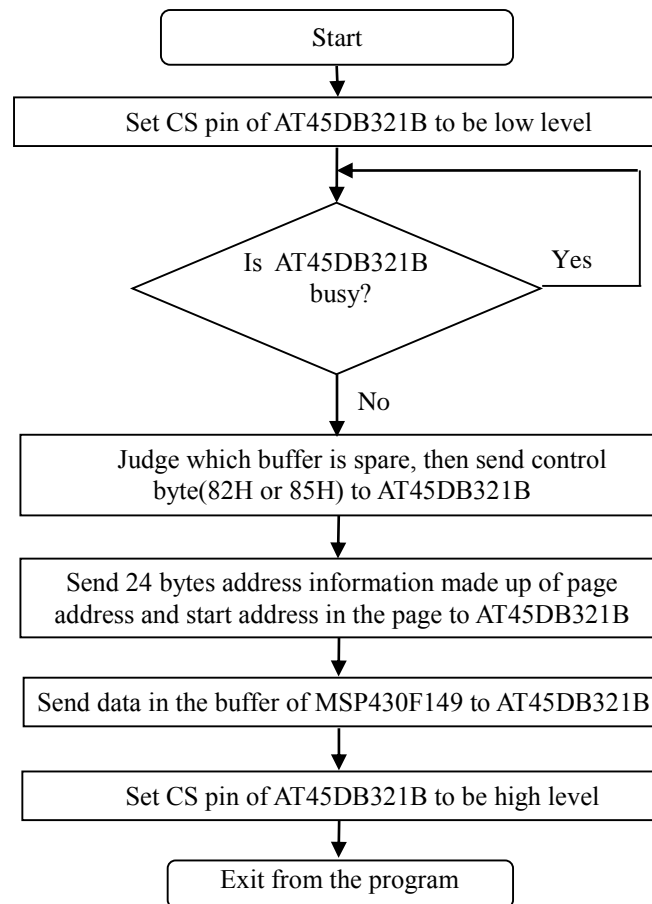 Start
Set CS pin of AT45DB321B to be low level
Is AT45DB321B
busy?
Yes
No
Judge which buffer is spare, then send control
byte(82H or 85H) to AT45DB321B
Send 24 bytes address information made up of page
address and start address in the page to AT45DB321B
Send data in the buffer of MSP430F149 to AT45DB321B
Set CS pin of AT45DB321B to be high level
Exit from the program